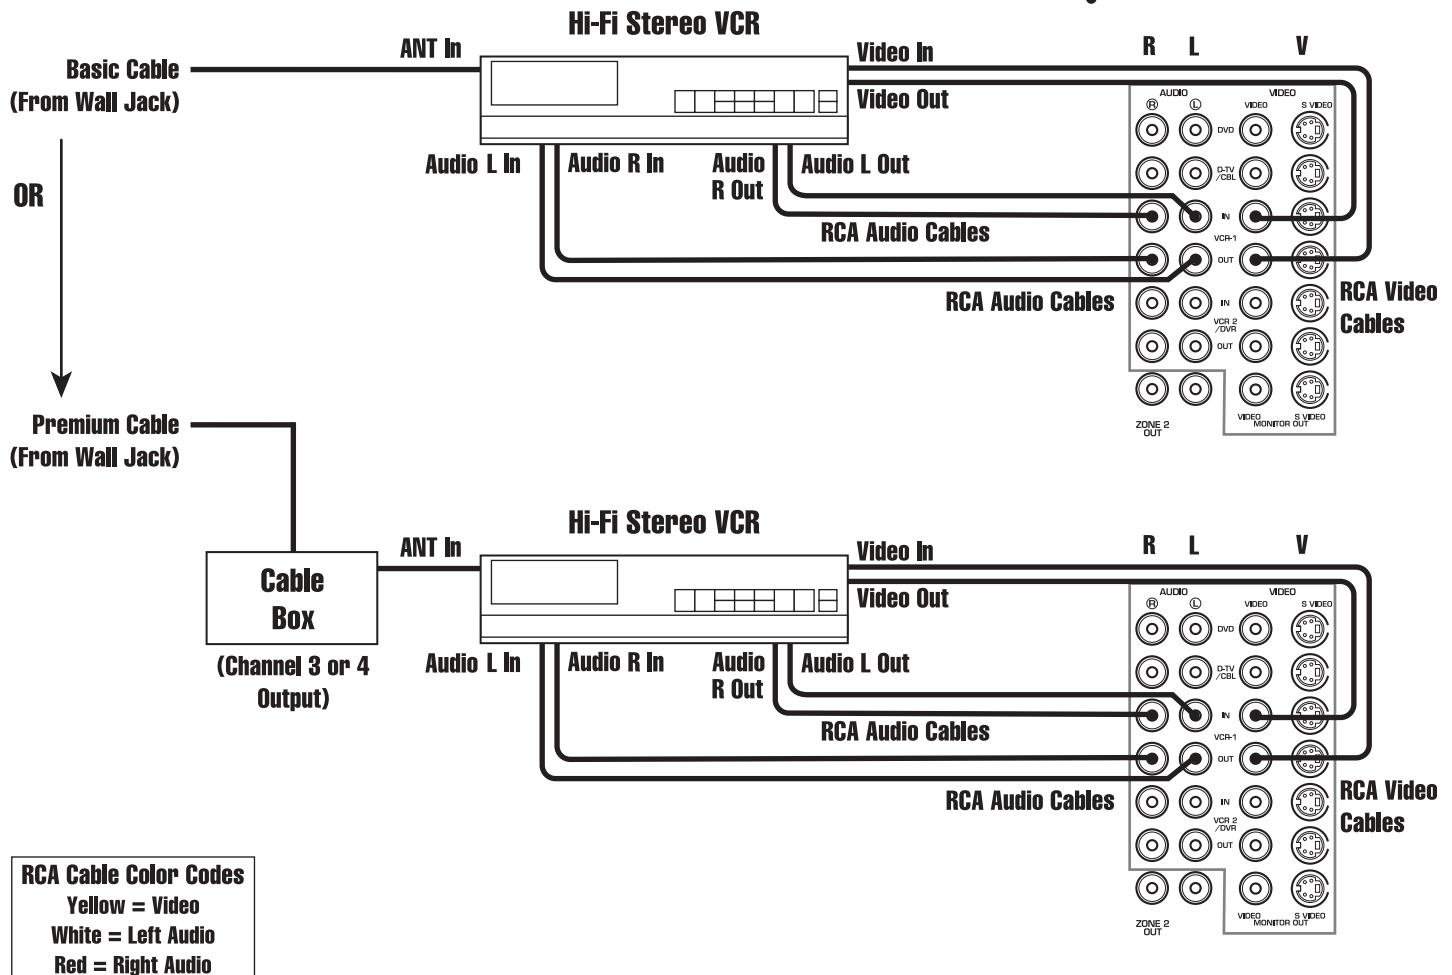 Hi-Fi Stereo VCR
Basic Cable
(From Wall Jack)
ANT In
Video In
Video Out
R L V
AUDIO VIDEO
R L VIDEO S VIDEO
DVD
D-TV
/CBL
IN
VCR-1
OUT
IN
VCR 2
/DVR
OUT
ZONE 2
OUT
VIDEO S VIDEO
MONITOR OUT
Audio L In
Audio R In
Audio
R Out
Audio L Out
RCA Audio Cables
RCA Audio Cables
RCA Video
Cables
OR
Premium Cable
(From Wall Jack)
Cable
Box
(Channel 3 or 4
Output)
Hi-Fi Stereo VCR
ANT In
Video In
Video Out
R L V
AUDIO VIDEO
R L VIDEO S VIDEO
DVD
D-TV
/CBL
IN
VCR-1
OUT
IN
VCR 2
/DVR
OUT
ZONE 2
OUT
VIDEO S VIDEO
MONITOR OUT
Audio L In
Audio R In
Audio
R Out
Audio L Out
RCA Audio Cables
RCA Audio Cables
RCA Video
Cables
RCA Cable Color Codes
Yellow = Video
White = Left Audio
Red = Right Audio